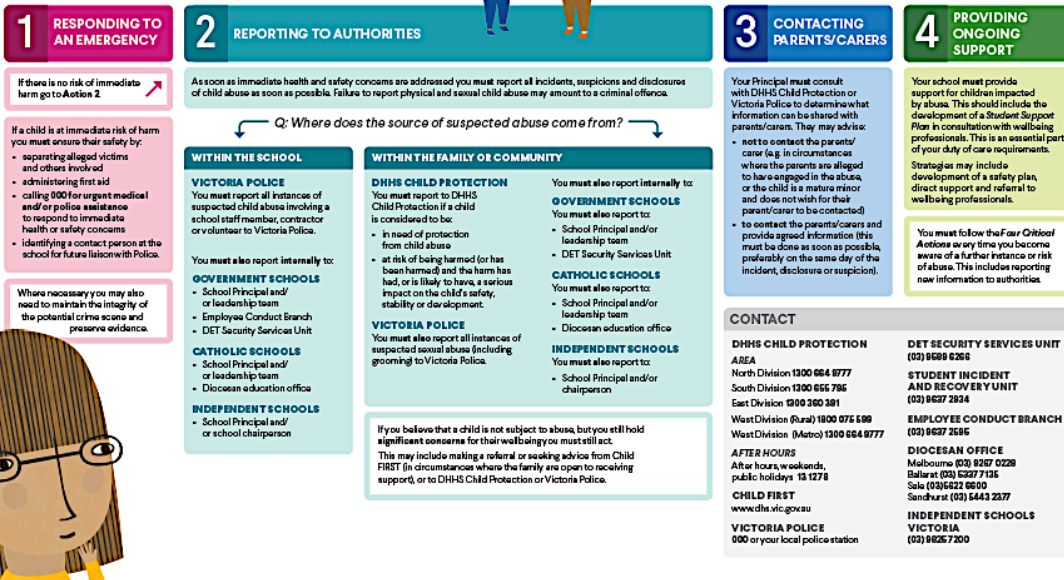 1 RESPONDING TO
AN EMERGENCY
If there is no risk of immediate
harm go to Action 2
If a child is at immediate risk of harm
you must ensure their safety by:
• separating alleged victims
and others involved
• administering first aid
• calling 000 for urgent medical
and/or police assistance
to respond to immediate
health or safety concerns
• identifying a contact person at the
school for future liaison with Police.
Where necessary you may also
need to maintain the integrity of
the potential crime scene and
preserve evidence.
2 REPORTING TO AUTHORITIES
As soon as immediate health and safety concerns are addressed you must report all incidents, suspicions and disclosures
of child abuse as soon as possible. Failure to report physical and sexual child abuse may amount to a criminal offence.
Q: Where does the source of suspected abuse come from?
WITHIN THE SCHOOL
VICTORIA POLICE
You must report all instances of
suspected child abuse involving a
school staff member, contractor
or volunteer to Victoria Police.
You must also report internally to:
GOVERNMENT SCHOOLS
• School Principal and/
or leadership team
• Employee Conduct Branch
• DET Security Services Unit
CATHOLIC SCHOOLS
• School Principal and/
or leadership team
• Diocesan education office
INDEPENDENT SCHOOLS
• School Principal and/
or school chairperson
WITHIN THE FAMILY OR COMMUNITY
DHHS CHILD PROTECTION
You must report to DHHS
Child Protection if a child
is considered to be:
• in need of protection
from child abuse
• at risk of being harmed (or has
been harmed) and the harm has
had, or is likely to have, a serious
impact on the child's safety,
stability or development.
VICTORIA POLICE
You must also report all instances of
suspected sexual abuse (including
grooming) to Victoria Police.
You must also report internally to:
GOVERNMENT SCHOOLS
You must also report to:
• School Principal and/or
leadership team
• DET Security Services Unit
CATHOLIC SCHOOLS
You must also report to:
• School Principal and/or
leadership team
• Diocesan education office
INDEPENDENT SCHOOLS
You must also report to:
• School Principal and/or
chairperson
If you believe that a child is not subject to abuse, but you still hold
significant concerns for their wellbeing you must still act.
This may include making a referral or seeking advice from Child
FIRST (in circumstances where the family are open to receiving
support), or to DHHS Child Protection or Victoria Police.
3 CONTACTING
PARENTS/CARERS
Your Principal must consult
with DHHS Child Protection or
Victoria Police to determine what
information can be shared with
parents/carers. They may advise:
• not to contact the parents/
carer (e.g. in circumstances
where the parents are alleged
to have engaged in the abuse,
or the child is a mature minor
and does not wish for their
parent/carer to be contacted)
• to contact the parents/carers and
provide agreed information (this
must be done as soon as possible,
preferably on the same day of the
incident, disclosure or suspicion).
4 PROVIDING
ONGOING
SUPPORT
Your school must provide
support for children impacted
by abuse. This should include the
development of a Student Support
Plan in consultation with wellbeing
professionals. This is an essential part
of your duty of care requirements.
Strategies may include
development of a safety plan,
direct support and referral to
wellbeing professionals.
You must follow the Four Critical
Actions every time you become
aware of a further instance or risk
of abuse. This includes reporting
new information to authorities.
CONTACT
DHHS CHILD PROTECTION
AREA
North Division 1300 664 9777
South Division 1300 655 795
East Division 1300 360 391
West Division (Rural) 1800 075 599
West Division (Metro) 1300 664 9777
AFTER HOURS
After hours, weekends,
public holidays 13 1278
CHILD FIRST
www.dhs.vic.gov.au
VICTORIA POLICE
000 or your local police station
DET SECURITY SERVICES UNIT
(03) 9589 6266
STUDENT INCIDENT
AND RECOVERY UNIT
(03) 9637 2934
EMPLOYEE CONDUCT BRANCH
(03) 9637 2595
DIOCESAN OFFICE
Melbourne (03) 9267 0228
Ballarat (03) 5337 7135
Sale (03) 5622 6600
Sandhurst (03) 5443 2377
INDEPENDENT SCHOOLS
VICTORIA
(03) 9825 7200